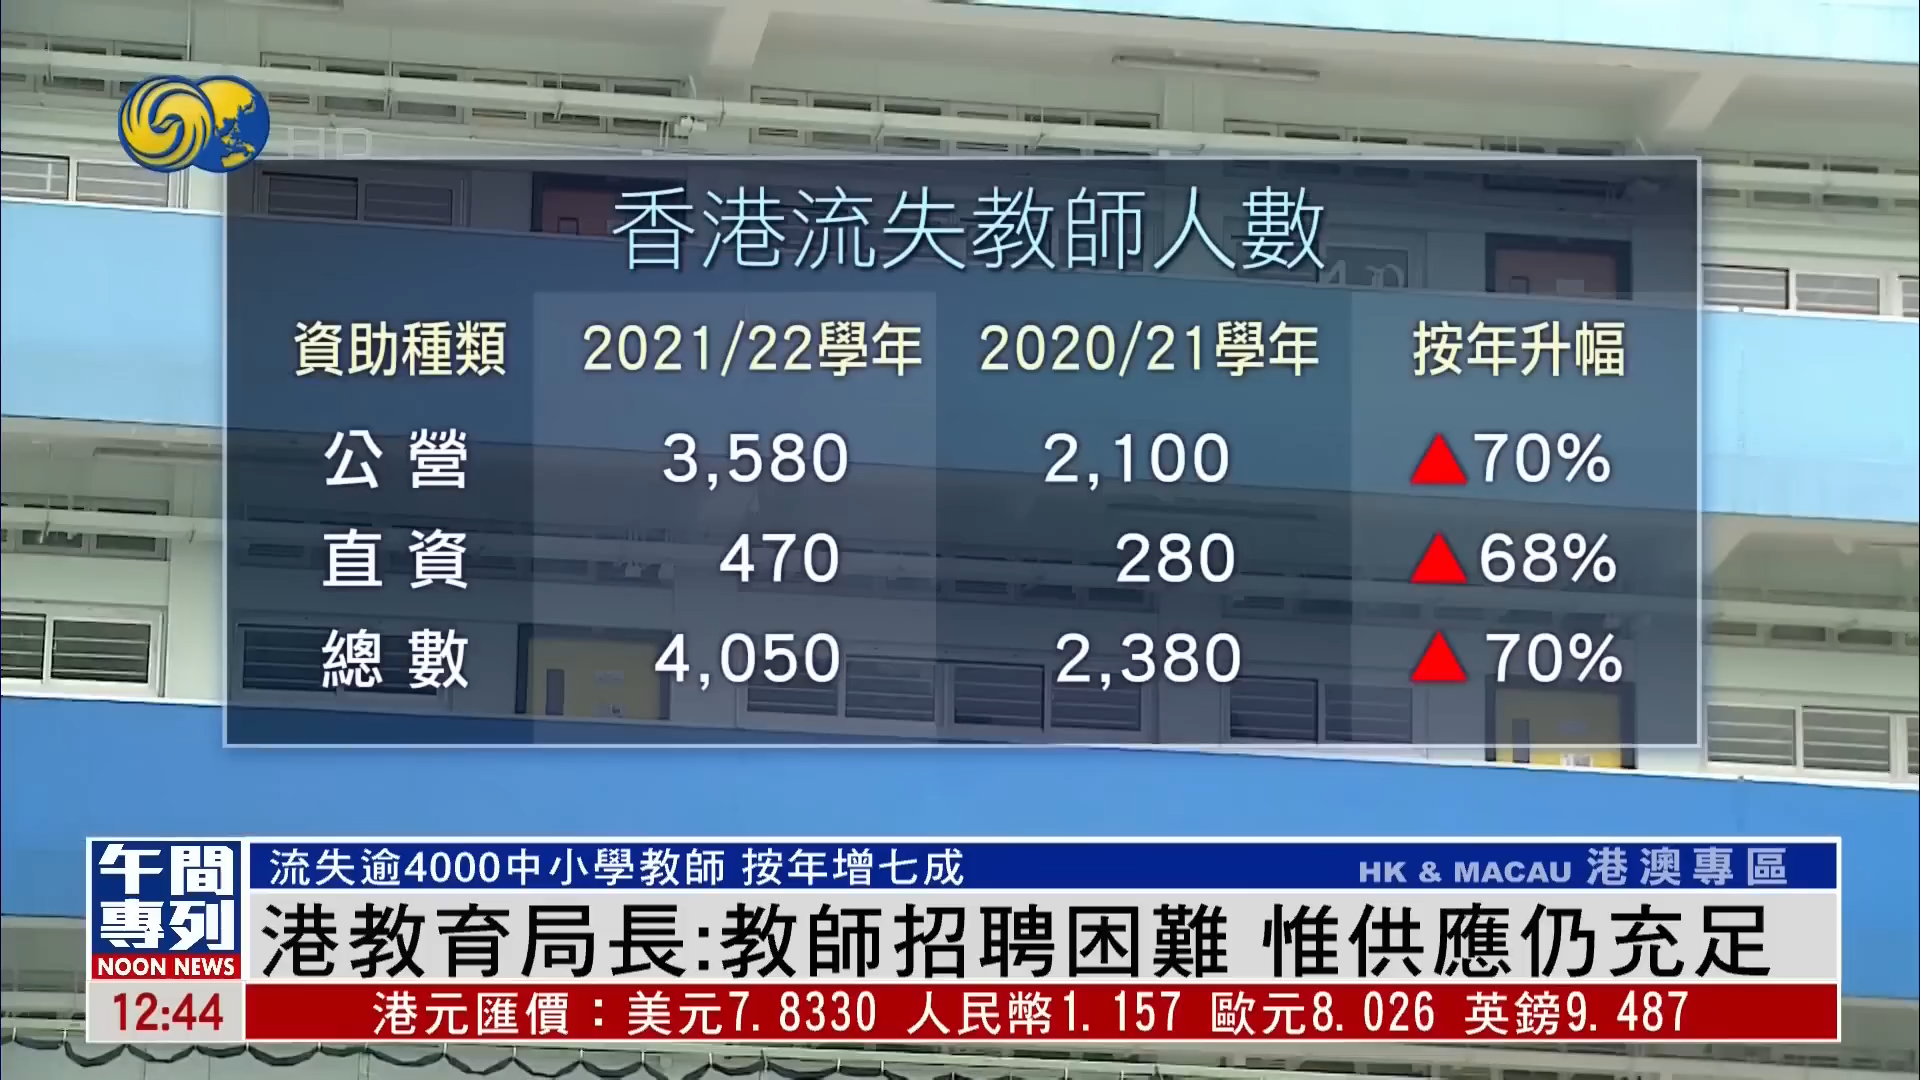 HD
香港流失教師人數
資助種類 2021/22學年 2020/21學年 按年升幅
公營 3,580 2,100 ▲70%
直資 470 280 ▲68%
總數 4,050 2,380 ▲70%
流失逾4000中小學教師 按年增七成 HK & MACAU 港澳專區
午間專列
NOON NEWS
港教育局長:教師招聘困難 惟供應仍充足
12:44 港元匯價：美元7.8330 人民幣1.157 歐元8.026 英鎊9.487